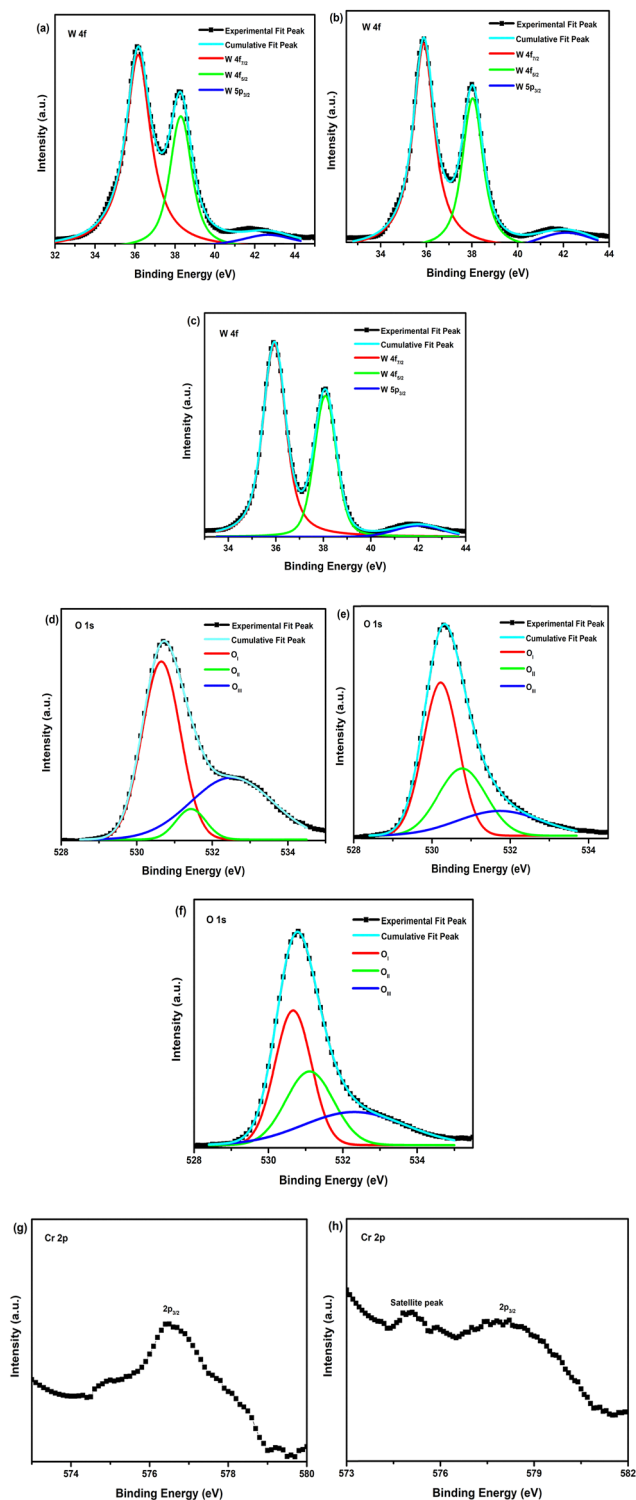 (a)
W 4f
Experimental Fit Peak
Cumulative Fit Peak
W 4f7/2
W 4f5/2
W 5p3/2
Intensity (a.u.)
32 34 36 38 40 42 44
Binding Energy (eV)
(b)
W 4f
Experimental Fit Peak
Cumulative Fit Peak
W 4f7/2
W 4f5/2
W 5p3/2
Intensity (a.u.)
34 36 38 40 42 44
Binding Energy (eV)
(c)
W 4f
Experimental Fit Peak
Cumulative Fit Peak
W 4f7/2
W 4f5/2
W 5p3/2
Intensity (a.u.)
34 36 38 40 42 44
Binding Energy (eV)
(d)
O 1s
Experimental Fit Peak
Cumulative Fit Peak
OI
OII
OIII
Intensity (a.u.)
528 530 532 534
Binding Energy (eV)
(e)
O 1s
Experimental Fit Peak
Cumulative Fit Peak
OI
OII
OIII
Intensity (a.u.)
528 530 532 534
Binding Energy (eV)
(f)
O 1s
Experimental Fit Peak
Cumulative Fit Peak
OI
OII
OIII
Intensity (a.u.)
528 530 532 534
Binding Energy (eV)
(g)
Cr 2p
2p3/2
Intensity (a.u.)
574 576 578 580
Binding Energy (eV)
(h)
Cr 2p
Satellite peak
2p3/2
Intensity (a.u.)
573 576 579 582
Binding Energy (eV)